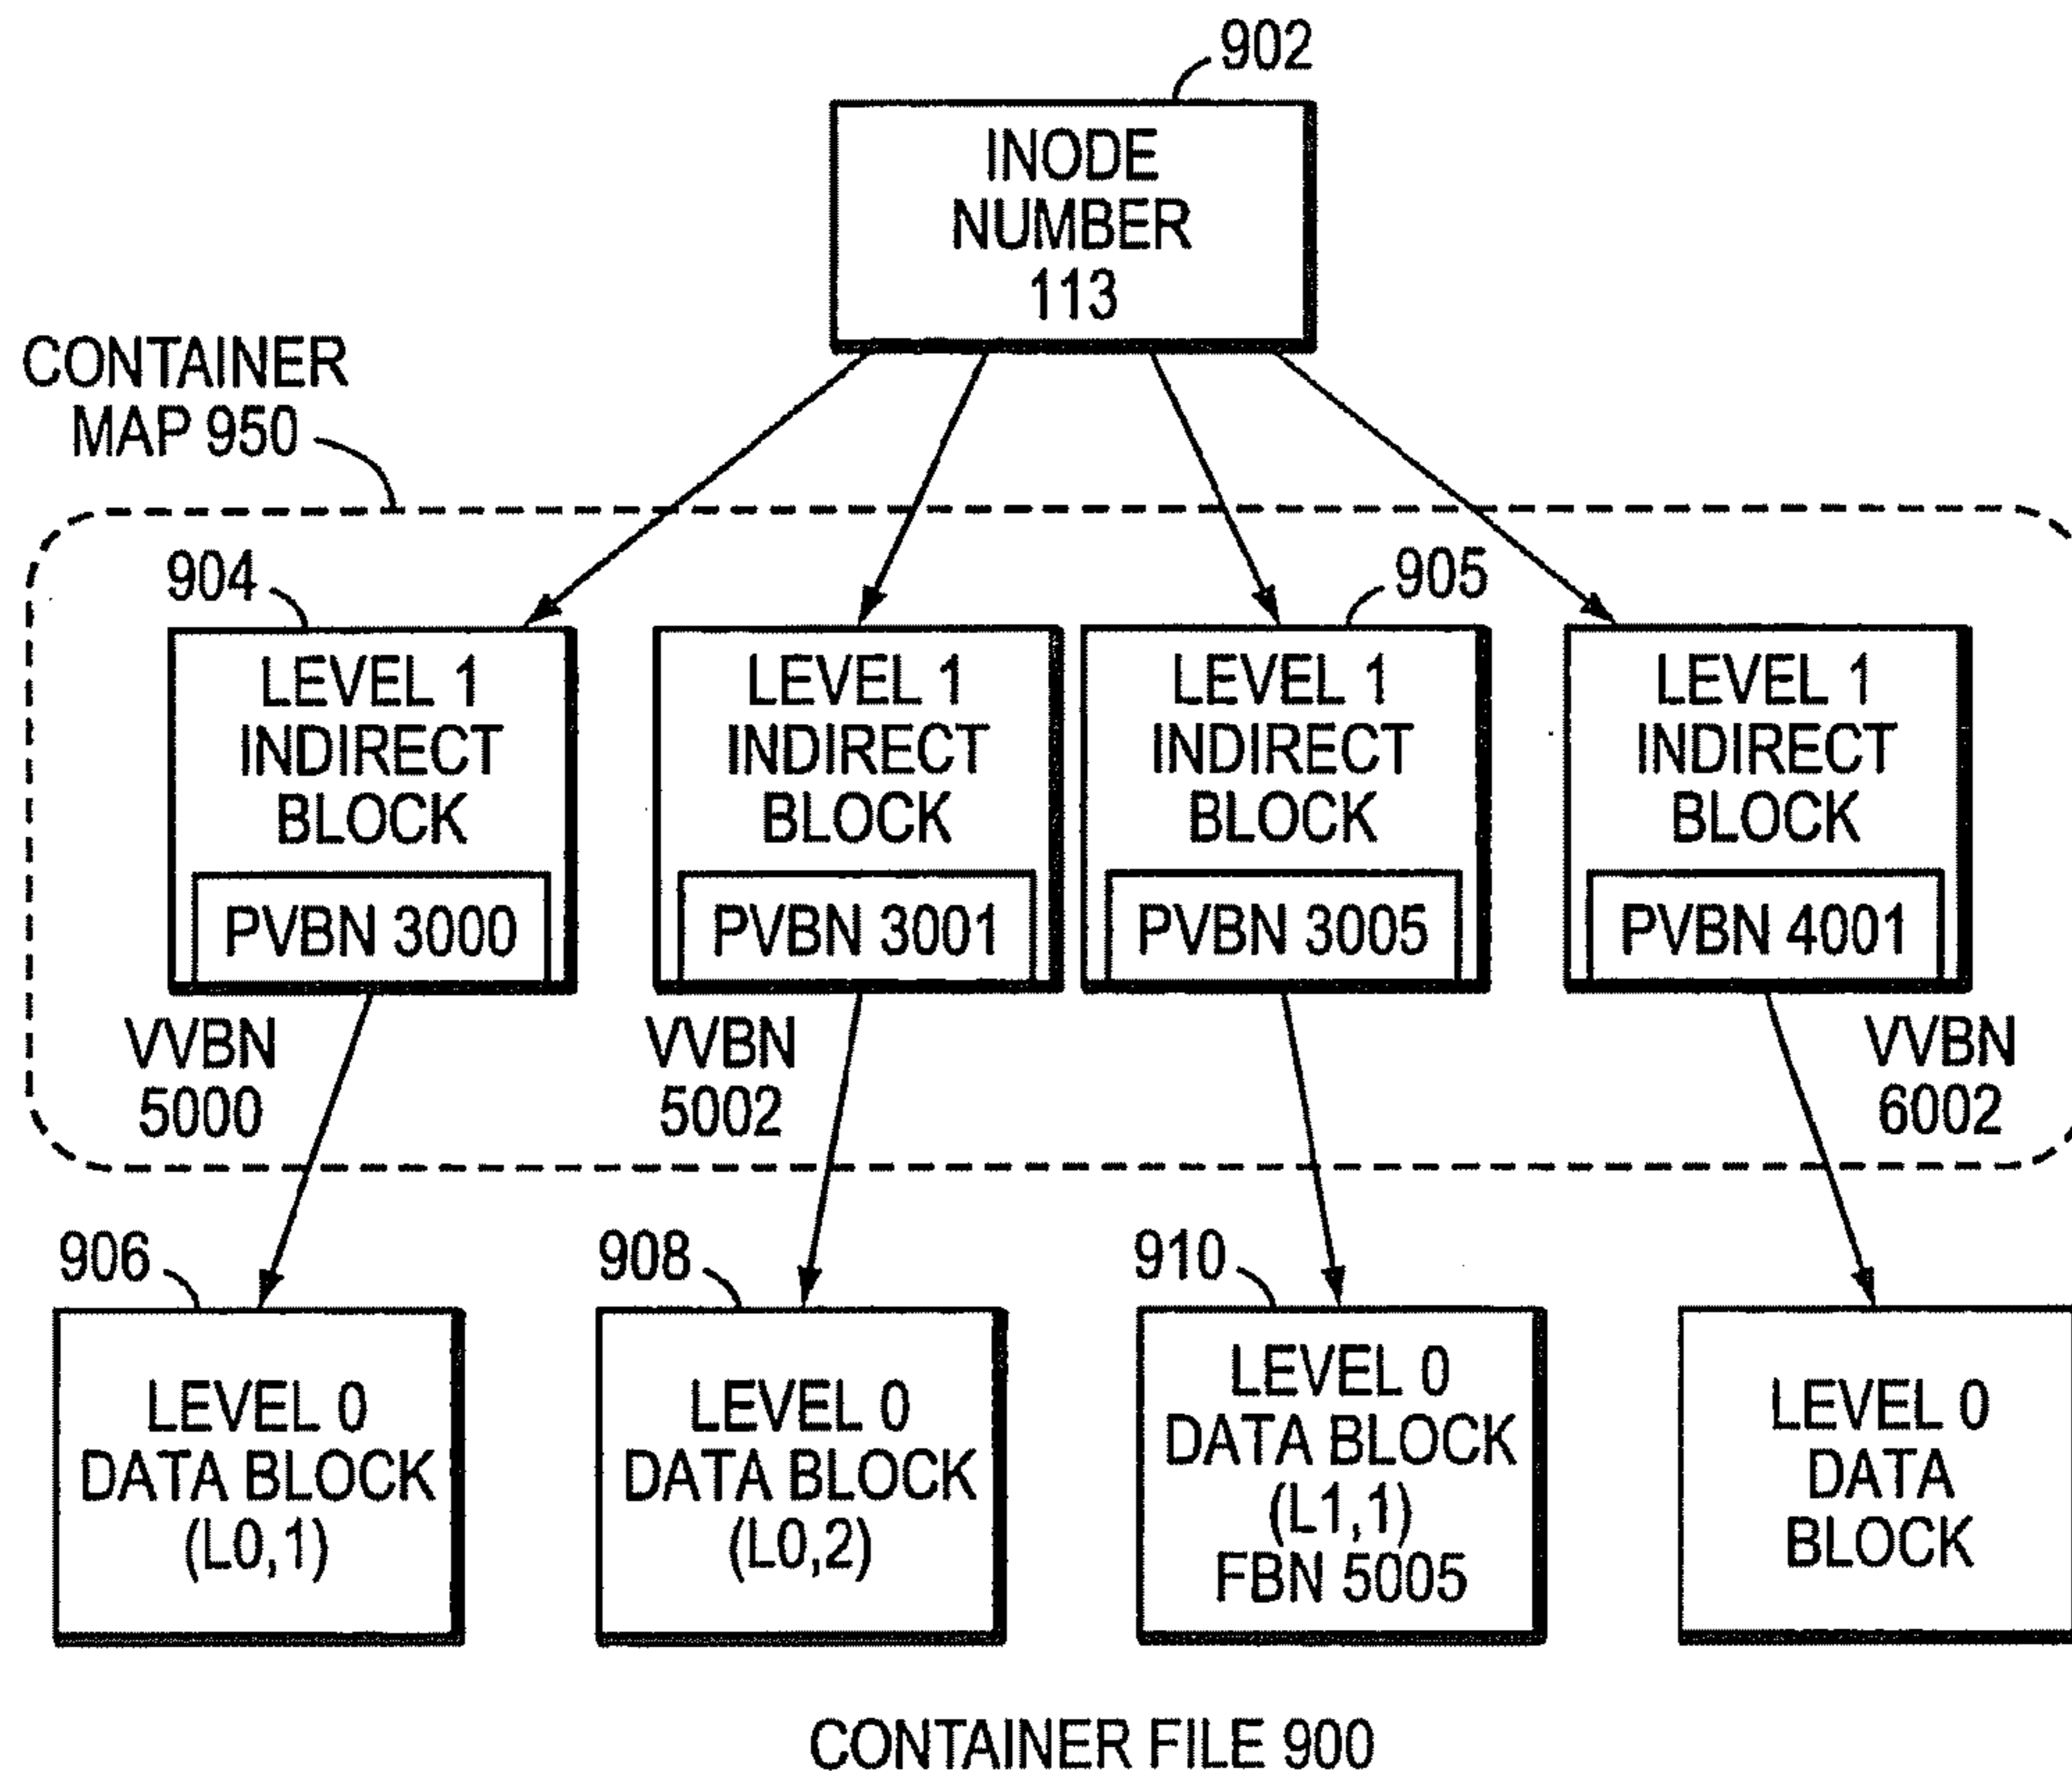 902
INODE
NUMBER
113
CONTAINER
MAP 950
904
905
LEVEL 1
INDIRECT
BLOCK
PVBN 3000
LEVEL 1
INDIRECT
BLOCK
PVBN 3001
LEVEL 1
INDIRECT
BLOCK
PVBN 3005
LEVEL 1
INDIRECT
BLOCK
PVBN 4001
VVBN
5000
VVBN
5002
VVBN
6002
906
908
910
LEVEL 0
DATA BLOCK
(L0,1)
LEVEL 0
DATA BLOCK
(L0,2)
LEVEL 0
DATA BLOCK
(L1,1)
FBN 5005
LEVEL 0
DATA
BLOCK
CONTAINER FILE 900